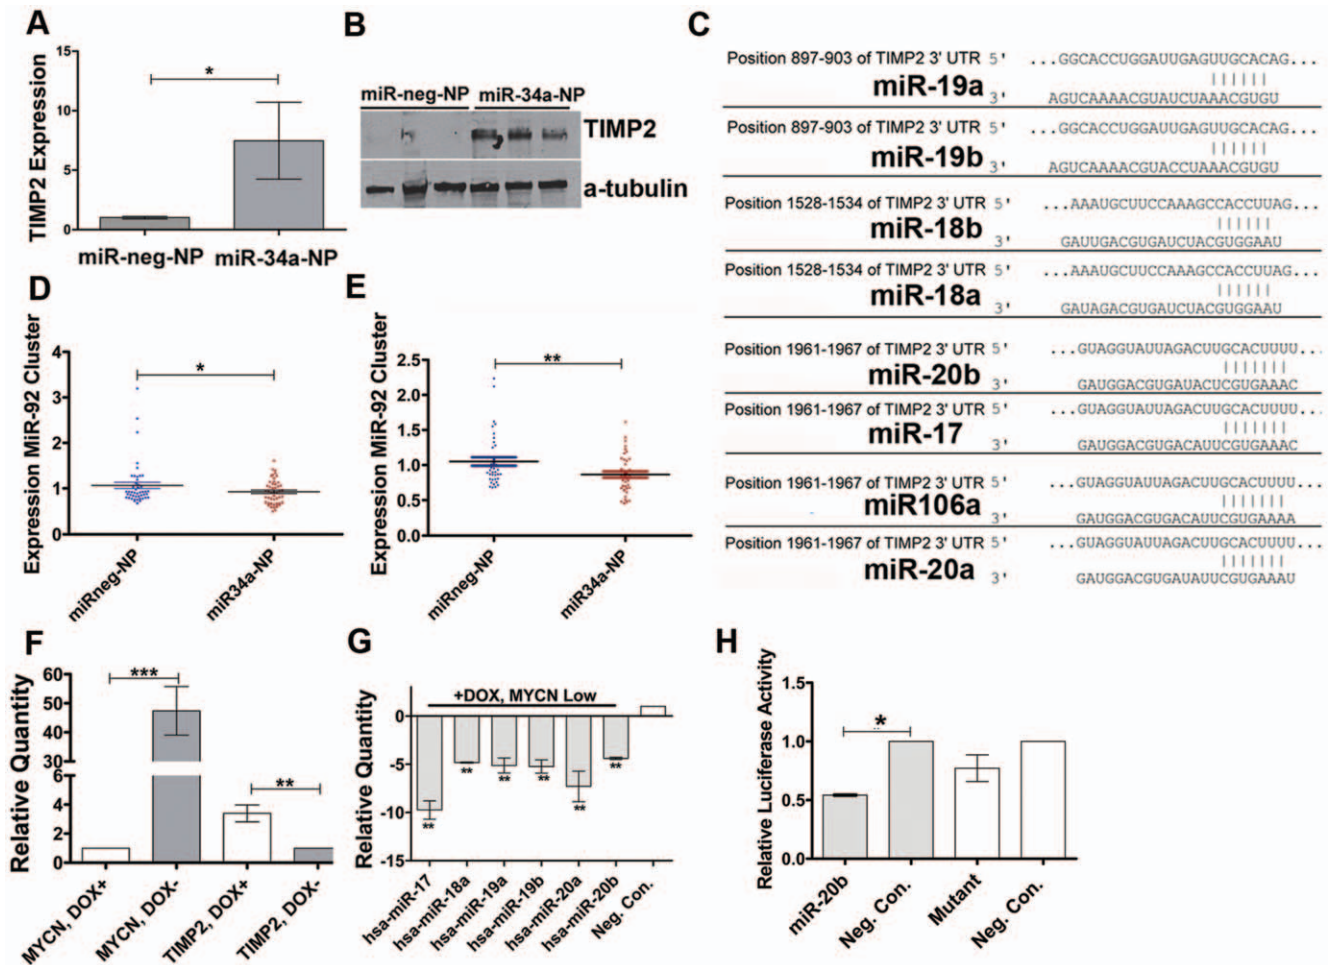 A
15
10
5
0
TIMP2 Expression
*
miR-neg-NP
miR-34a-NP
B
miR-neg-NP miR-34a-NP
TIMP2
a-tubulin
C
Position 897-903 of TIMP2 3' UTR 5' ...GGCACCUGGAUUGAGUUGCACAG...
miR-19a 3' AGUCAAAACGUAUCUAAACGUGU
Position 897-903 of TIMP2 3' UTR 5' ...GGCACCUGGAUUGAGUUGCACAG...
miR-19b 3' AGUCAAAACGUACCUAAACGUGU
Position 1528-1534 of TIMP2 3' UTR 5' ...AAAUGCUUCCAAAGCCACCUUAG...
miR-18b 3' GAUUGACGUGAUCUACGUGGAAU
Position 1528-1534 of TIMP2 3' UTR 5' ...AAAUGCUUCCAAAGCCACCUUAG...
miR-18a 3' GAUAGACGUGAUCUACGUGGAAU
Position 1961-1967 of TIMP2 3' UTR 5' ...GUAGGUAUUAGACUUGCACUUUU...
miR-20b 3' GAUGGACGUGAUACUCGUGAAAC
Position 1961-1967 of TIMP2 3' UTR 5' ...GUAGGUAUUAGACUUGCACUUUU...
miR-17 3' GAUGGACGUGACAUUCGUGAAAC
Position 1961-1967 of TIMP2 3' UTR 5' ...GUAGGUAUUAGACUUGCACUUUU...
miR106a 3' GAUGGACGUGACAUUCGUGAAAA
Position 1961-1967 of TIMP2 3' UTR 5' ...GUAGGUAUUAGACUUGCACUUUU...
miR-20a 3' GAUGGACGUGAUAUUCGUGAAAU
D
Expression MiR-92 Cluster
4
3
2
1
0
*
miRneg-NP
miR34a-NP
E
Expression MiR-92 Cluster
2.5
2.0
1.5
1.0
0.5
0.0
**
miRneg-NP
miR34a-NP
F
Relative Quantity
60
50
40
30
6
4
2
0
***
**
MYCN, DOX+
MYCN, DOX-
TIMP2, DOX+
TIMP2, DOX-
G
Relative Quantity
+DOX, MYCN Low
0
-5
-10
-15
** ** ** ** ** **
hsa-miR-17
hsa-miR-18a
hsa-miR-19a
hsa-miR-19b
hsa-miR-20a
hsa-miR-20b
Neg. Con.
H
Relative Luciferase Activity
1.5
1.0
0.5
0.0
*
miR-20b
Neg. Con.
Mutant
Neg. Con.